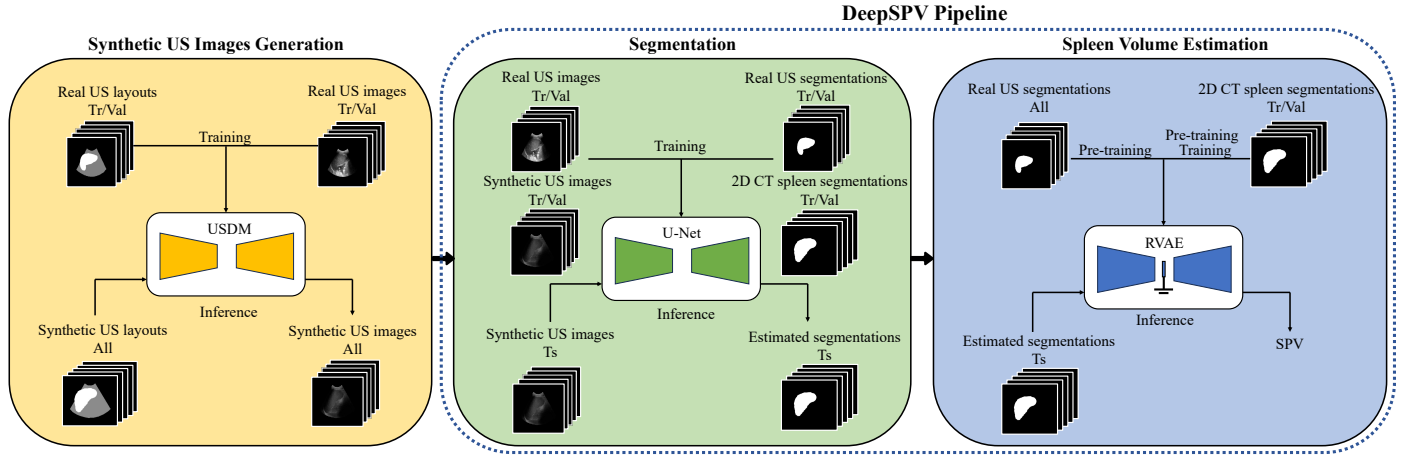 DeepSPV Pipeline
Synthetic US Images Generation
Real US layouts
Tr/Val
Real US images
Tr/Val
Training
USDM
Inference
Synthetic US layouts
All
Synthetic US images
All
Segmentation
Real US images
Tr/Val
Real US segmentations
Tr/Val
Training
Synthetic US images
Tr/Val
2D CT spleen segmentations
Tr/Val
U-Net
Inference
Synthetic US images
Ts
Estimated segmentations
Ts
Spleen Volume Estimation
Real US segmentations
All
2D CT spleen segmentations
Tr/Val
Pre-training
Pre-training
Training
RVAE
Inference
Estimated segmentations
Ts
SPV